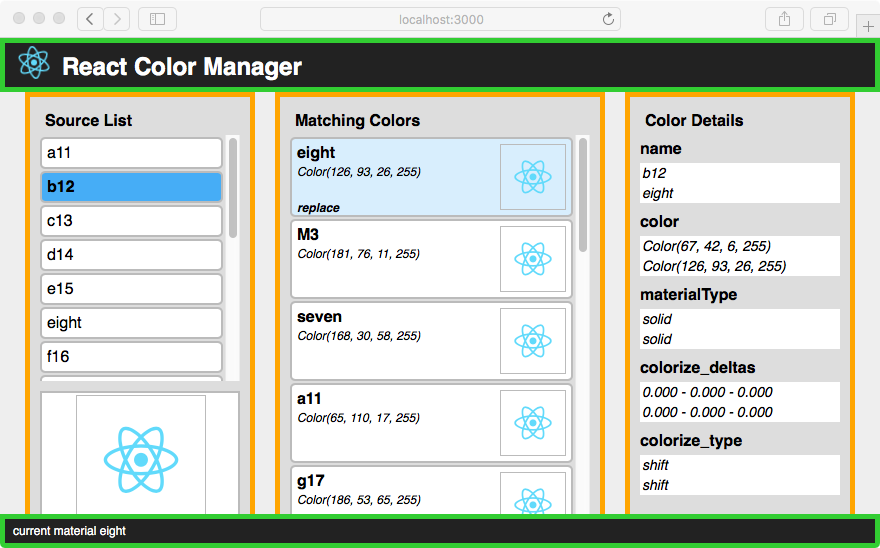 localhost:3000
React Color Manager
Source List
a11
b12
c13
d14
e15
eight
f16
Matching Colors
eight
Color(126, 93, 26, 255)
replace
M3
Color(181, 76, 11, 255)
seven
Color(168, 30, 58, 255)
a11
Color(65, 110, 17, 255)
g17
Color(186, 53, 65, 255)
Color Details
name
b12
eight
color
Color(67, 42, 6, 255)
Color(126, 93, 26, 255)
materialType
solid
solid
colorize_deltas
0.000 - 0.000 - 0.000
0.000 - 0.000 - 0.000
colorize_type
shift
shift
current material eight